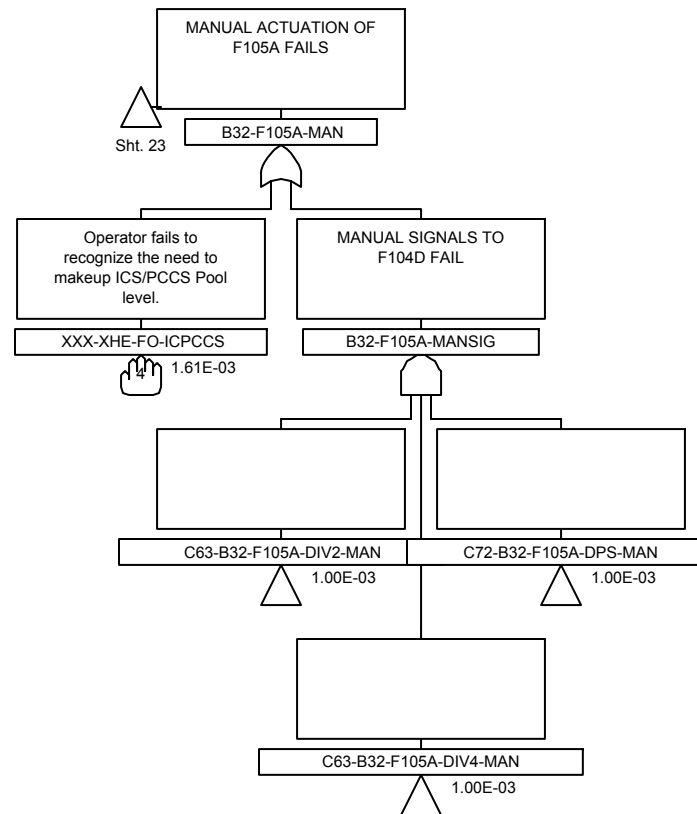 MANUAL ACTUATION OF
F105A FAILS
Sht. 23
B32-F105A-MAN
Operator fails to
recognize the need to
makeup ICS/PCCS Pool
level.
MANUAL SIGNALS TO
F104D FAIL
XXX-XHE-FO-ICPCCS
B32-F105A-MANSIG
4
1.61E-03
C63-B32-F105A-DIV2-MAN
C72-B32-F105A-DPS-MAN
1.00E-03
1.00E-03
C63-B32-F105A-DIV4-MAN
1.00E-03